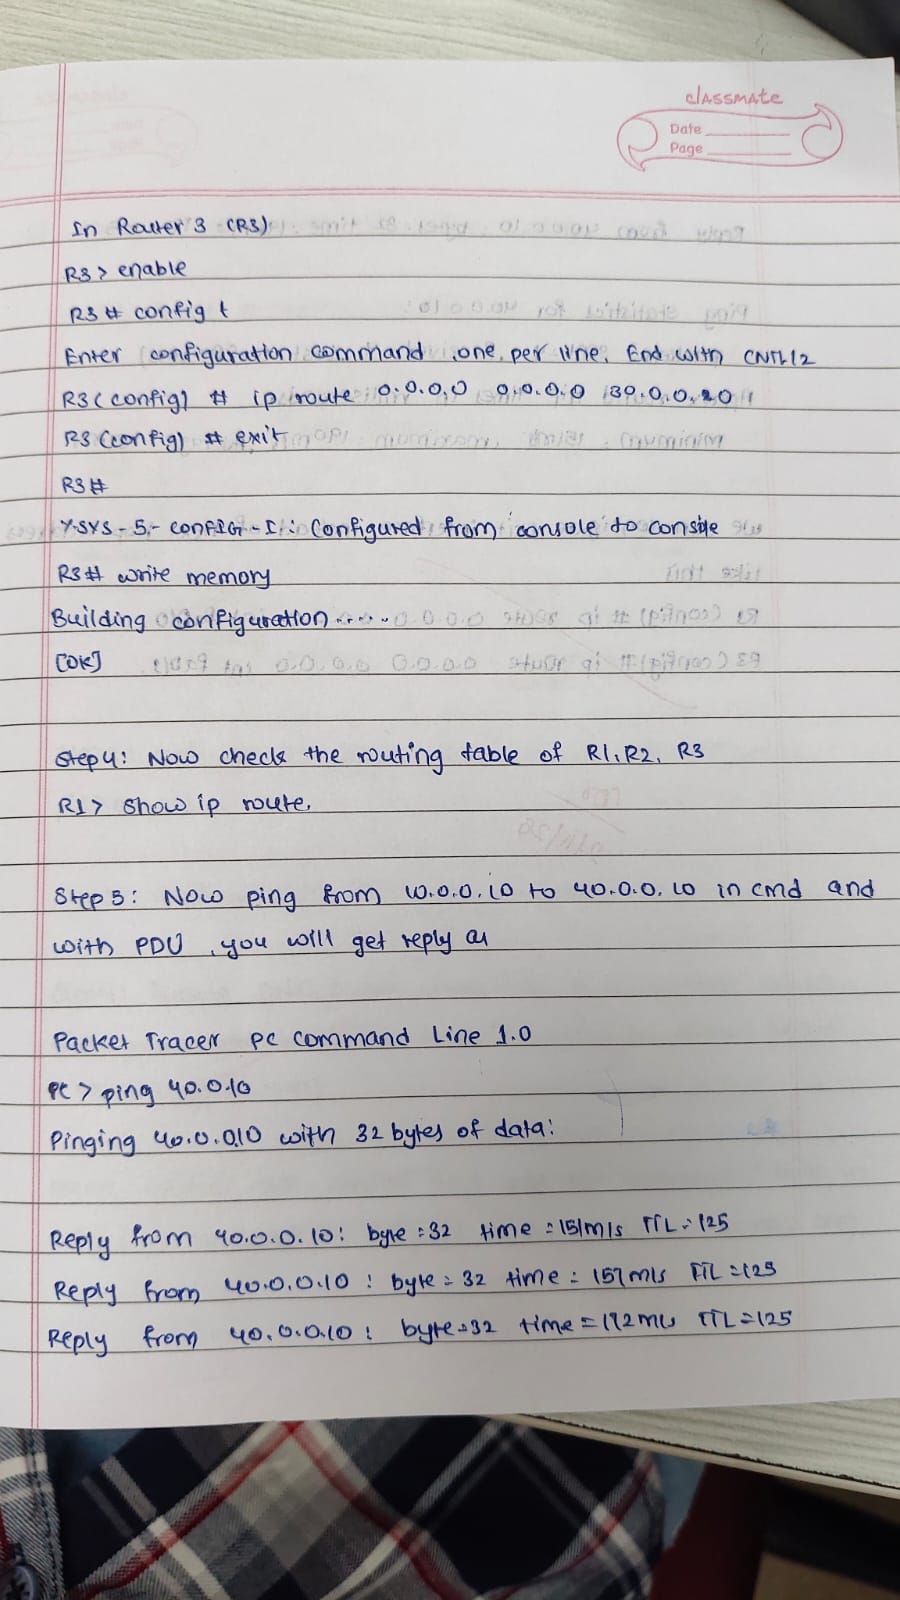 classmate
Date
Page
In Router 3 (R3)
R3 > enable
R3 # config t
Enter configuration command, one per line, End with CNTL/Z
R3 (config) # ip route 0.0.0.0 0.0.0.0 30.0.0.20
R3 (config) # exit
R3 #
%SYS-5-CONFIG-I: Configured from console to console
R3 # write memory
Building configuration.....
[OK]
Step 4: Now check the routing table of R1, R2, R3
R1 > show ip route.
Step 5: Now ping from 10.0.0.10 to 40.0.0.10 in cmd and
with PDU, you will get reply as
Packet Tracer PC command Line 1.0
PC > ping 40.0.10
Pinging 40.0.0.10 with 32 bytes of data:
Reply from 40.0.0.10: byte=32 time=151m/s TTL=125
Reply from 40.0.0.10: byte=32 time=157m/s TTL=125
Reply from 40.0.0.10: byte=32 TTL=125